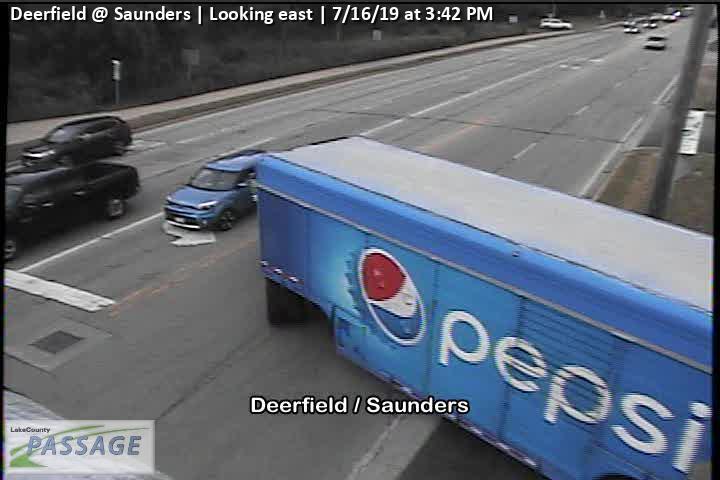 Deerfield @ Saunders | Looking east | 7/16/19 at 3:42 PM
pepsi
Deerfield / Saunders
LakeCounty
PASSAGE